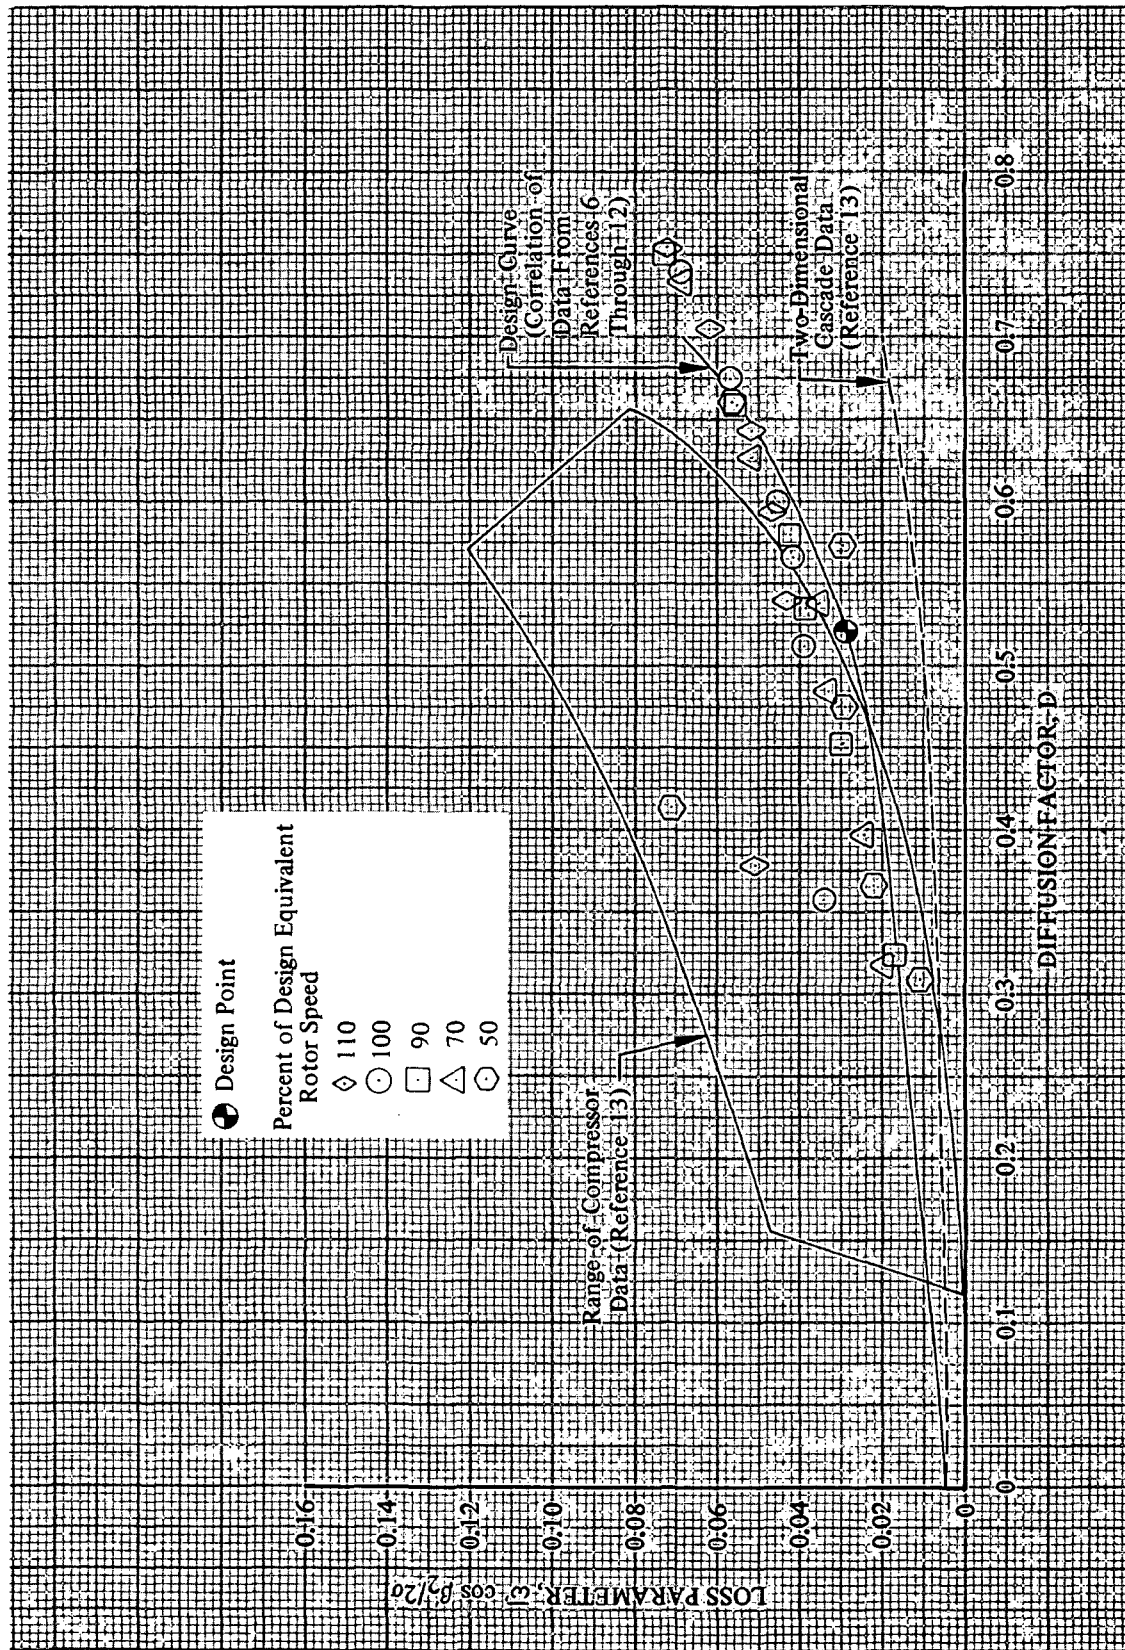 Design Point
Percent of Design Equivalent
Rotor Speed
110
100
90
70
50
Design Curve
(Correlation of
Data From
References 6
Through 12)
Range of Compressor
Data (Reference 13)
Two-Dimensional
Cascade Data
(Reference 13)
LOSS PARAMETER, ω̅' cos β'₂/2σ
0.16
0.14
0.12
0.10
0.08
0.06
0.04
0.02
0
0
0.1
0.2
0.3
0.4
0.5
0.6
0.7
0.8
DIFFUSION FACTOR, D